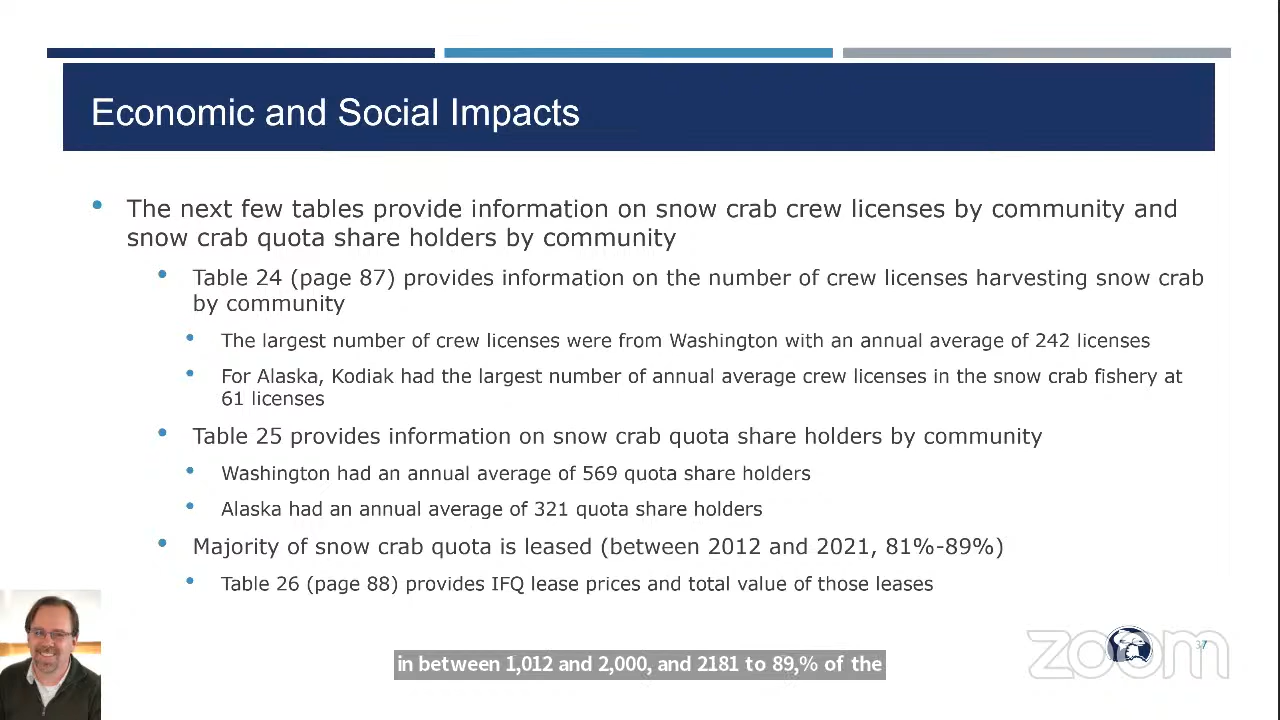 Economic and Social Impacts
• The next few tables provide information on snow crab crew licenses by community and
snow crab quota share holders by community
• Table 24 (page 87) provides information on the number of crew licenses harvesting snow crab
by community
• The largest number of crew licenses were from Washington with an annual average of 242 licenses
• For Alaska, Kodiak had the largest number of annual average crew licenses in the snow crab fishery at
61 licenses
• Table 25 provides information on snow crab quota share holders by community
• Washington had an annual average of 569 quota share holders
• Alaska had an annual average of 321 quota share holders
• Majority of snow crab quota is leased (between 2012 and 2021, 81%-89%)
• Table 26 (page 88) provides IFQ lease prices and total value of those leases
zoom
37
in between 1,012 and 2,000, and 2181 to 89,% of the